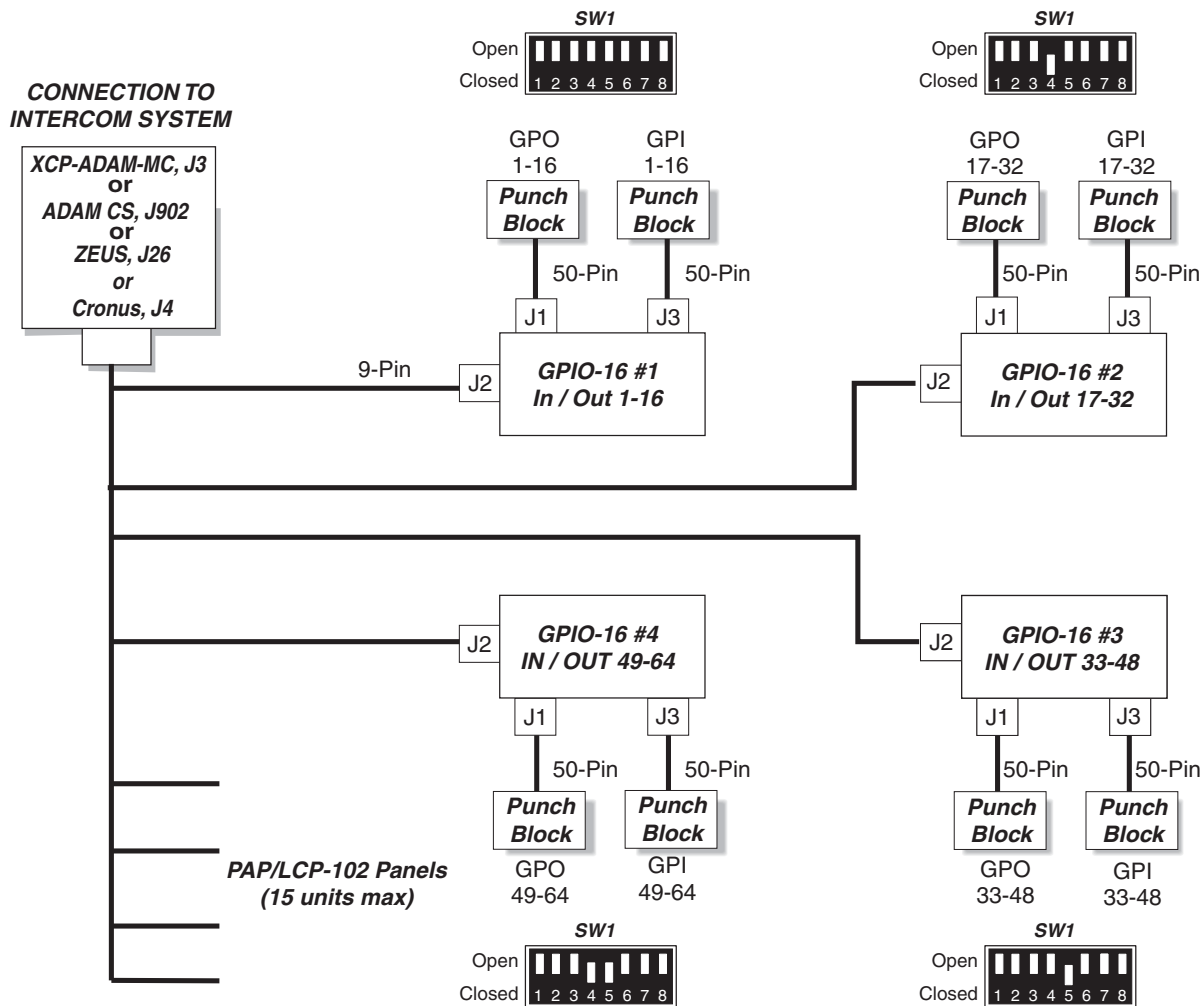 SW1
Open
Closed
1 2 3 4 5 6 7 8
SW1
Open
Closed
1 2 3 4 5 6 7 8
CONNECTION TO
INTERCOM SYSTEM
XCP-ADAM-MC, J3
or
ADAM CS, J902
or
ZEUS, J26
or
Cronus, J4
GPO
1-16
GPI
1-16
Punch
Block
Punch
Block
50-Pin
50-Pin
J1
J3
9-Pin
J2
GPIO-16 #1
In / Out 1-16
GPO
17-32
GPI
17-32
Punch
Block
Punch
Block
50-Pin
50-Pin
J1
J3
J2
GPIO-16 #2
In / Out 17-32
J2
GPIO-16 #4
IN / OUT 49-64
J1
J3
50-Pin
50-Pin
Punch
Block
Punch
Block
GPO
49-64
GPI
49-64
J2
GPIO-16 #3
IN / OUT 33-48
J1
J3
50-Pin
50-Pin
Punch
Block
Punch
Block
GPO
33-48
GPI
33-48
PAP/LCP-102 Panels
(15 units max)
SW1
Open
Closed
1 2 3 4 5 6 7 8
SW1
Open
Closed
1 2 3 4 5 6 7 8